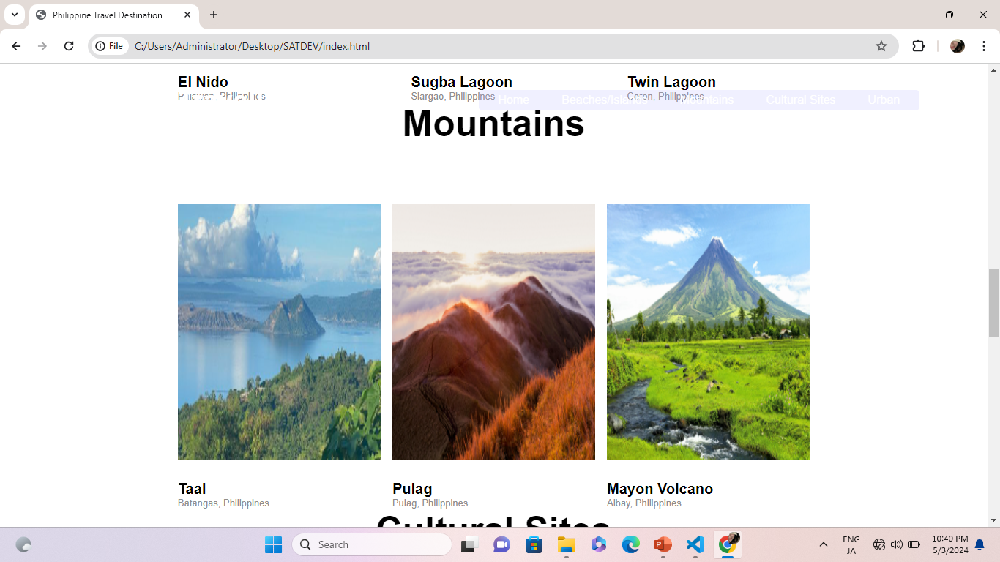 Philippine Travel Destination
File
C:/Users/Administrator/Desktop/SATDEV/index.html
El Nido
Sugba Lagoon
Twin Lagoon
Palawan, Philippines
Siargao, Philippines
Coron, Philippines
Home
Beaches/Islands
Mountains
Cultural Sites
Urban
Mountains
Taal
Pulag
Mayon Volcano
Batangas, Philippines
Pulag, Philippines
Albay, Philippines
Cultural Sites
Search
ENG
JA
10:40 PM
5/3/2024